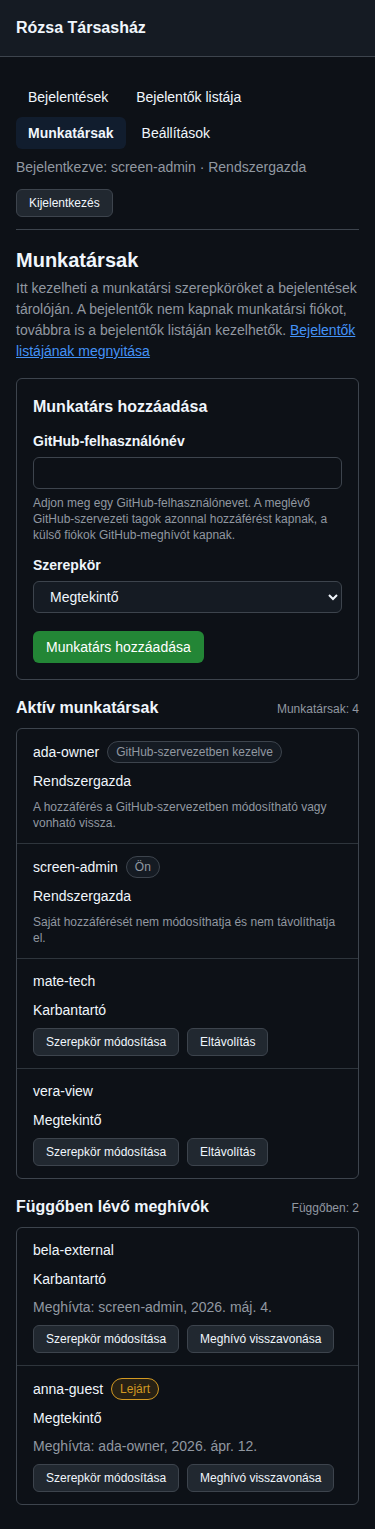 Rózsa Társasház
Bejelentések Bejelentők listája
Munkatársak Beállítások
Bejelentkezve: screen-admin · Rendszergazda
Kijelentkezés
Munkatársak
Itt kezelheti a munkatársi szerepköröket a bejelentések
tárolóján. A bejelentők nem kapnak munkatársi fiókot,
továbbra is a bejelentők listáján kezelhetők. Bejelentők
listájának megnyitása
Munkatárs hozzáadása
GitHub-felhasználónév
Adjon meg egy GitHub-felhasználónevet. A meglévő
GitHub-szervezeti tagok azonnal hozzáférést kapnak, a
külső fiókok GitHub-meghívót kapnak.
Szerepkör
Megtekintő
Munkatárs hozzáadása
Aktív munkatársak Munkatársak: 4
ada-owner GitHub-szervezetben kezelve
Rendszergazda
A hozzáférés a GitHub-szervezetben módosítható vagy
vonható vissza.
screen-admin Ön
Rendszergazda
Saját hozzáférését nem módosíthatja és nem távolíthatja
el.
mate-tech
Karbantartó
Szerepkör módosítása Eltávolítás
vera-view
Megtekintő
Szerepkör módosítása Eltávolítás
Függőben lévő meghívók Függőben: 2
bela-external
Karbantartó
Meghívta: screen-admin, 2026. máj. 4.
Szerepkör módosítása Meghívó visszavonása
anna-guest Lejárt
Megtekintő
Meghívta: ada-owner, 2026. ápr. 12.
Szerepkör módosítása Meghívó visszavonása